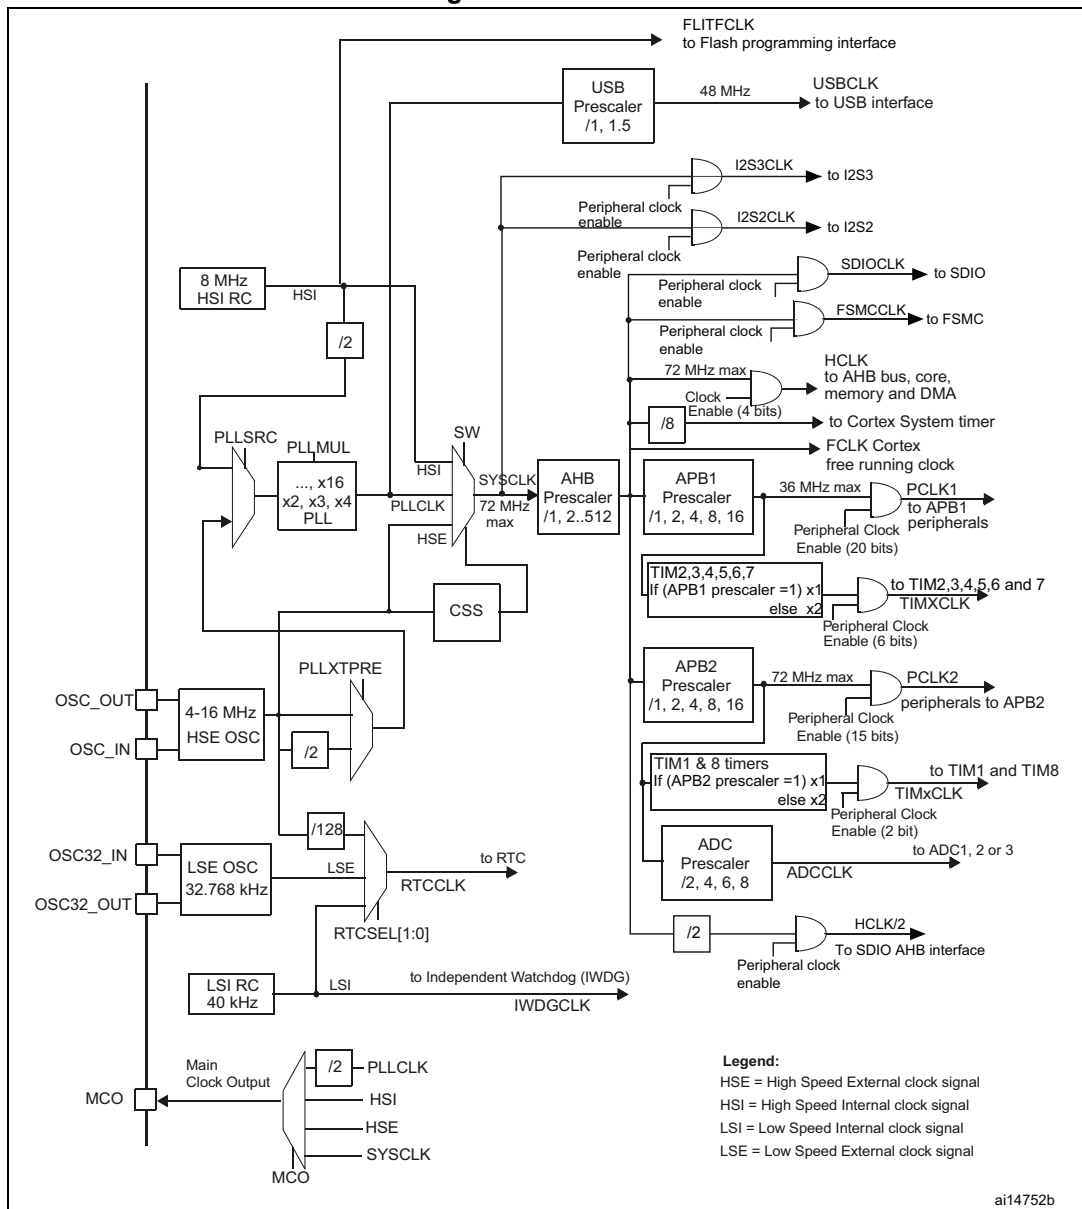 FLITFCLK
to Flash programming interface
USB
Prescaler
/1, 1.5
48 MHz
USBCLK
to USB interface
I2S3CLK
to I2S3
Peripheral clock
enable
I2S2CLK
to I2S2
Peripheral clock
enable
8 MHz
HSI RC
HSI
SDIOCLK
to SDIO
Peripheral clock
enable
FSMCCLK
to FSMC
Peripheral clock
enable
/2
HCLK
to AHB bus, core,
memory and DMA
72 MHz max
Clock
Enable (4 bits)
/8
to Cortex System timer
FCLK Cortex
free running clock
PLLSRC
PLLMUL
..., x16
x2, x3, x4
PLL
SW
HSI
PLLCLK
HSE
SYSCLK
72 MHz
max
AHB
Prescaler
/1, 2..512
APB1
Prescaler
/1, 2, 4, 8, 16
36 MHz max
PCLK1
to APB1
peripherals
Peripheral Clock
Enable (20 bits)
TIM2,3,4,5,6,7
If (APB1 prescaler =1) x1
else x2
to TIM2,3,4,5,6 and 7
TIMXCLK
Peripheral Clock
Enable (6 bits)
CSS
PLLXTPRE
OSC_OUT
OSC_IN
4-16 MHz
HSE OSC
/2
APB2
Prescaler
/1, 2, 4, 8, 16
72 MHz max
PCLK2
peripherals to APB2
Peripheral Clock
Enable (15 bits)
TIM1 & 8 timers
If (APB2 prescaler =1) x1
else x2
to TIM1 and TIM8
TIMxCLK
Peripheral Clock
Enable (2 bit)
/128
OSC32_IN
OSC32_OUT
LSE OSC
32.768 kHz
LSE
to RTC
RTCCLK
RTCSEL[1:0]
ADC
Prescaler
/2, 4, 6, 8
to ADC1, 2 or 3
ADCCLK
/2
HCLK/2
To SDIO AHB interface
Peripheral clock
enable
LSI RC
40 kHz
LSI
to Independent Watchdog (IWDG)
IWDGCLK
MCO
Main
Clock Output
/2
PLLCLK
HSI
HSE
SYSCLK
MCO
Legend:
HSE = High Speed External clock signal
HSI = High Speed Internal clock signal
LSI = Low Speed Internal clock signal
LSE = Low Speed External clock signal
ai14752b